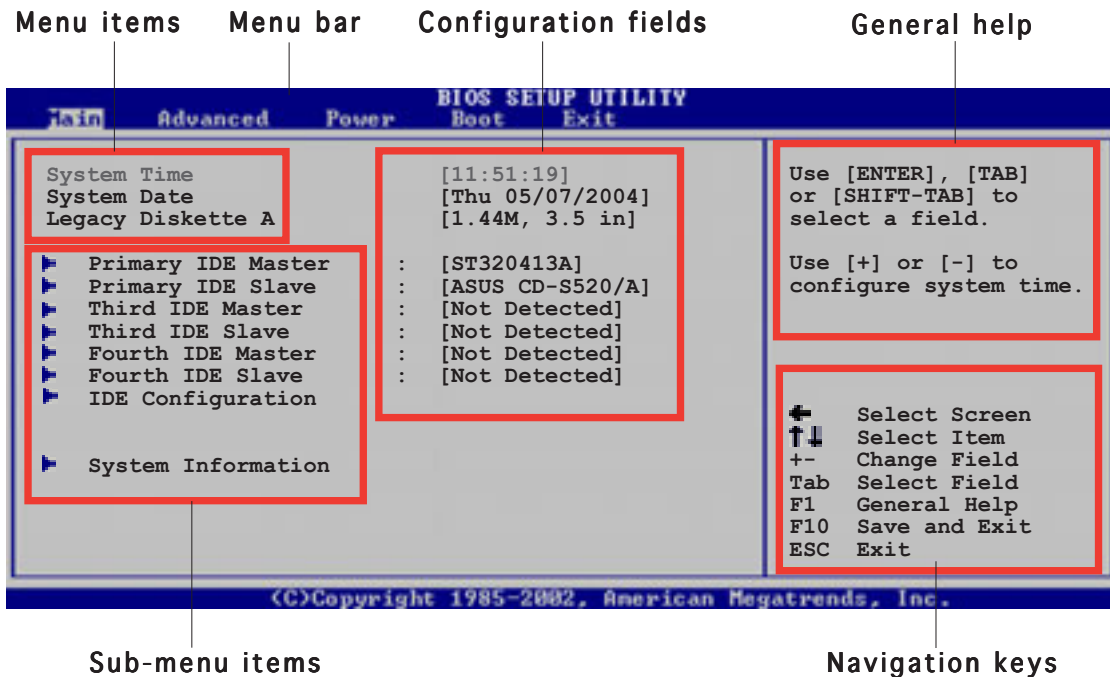 Menu items Menu bar Configuration fields General help
BIOS SETUP UTILITY
Main Advanced Power Boot Exit
System Time [11:51:19]
System Date [Thu 05/07/2004]
Legacy Diskette A [1.44M, 3.5 in]
Primary IDE Master : [ST320413A]
Primary IDE Slave : [ASUS CD-S520/A]
Third IDE Master : [Not Detected]
Third IDE Slave : [Not Detected]
Fourth IDE Master : [Not Detected]
Fourth IDE Slave : [Not Detected]
IDE Configuration
System Information
Use [ENTER], [TAB]
or [SHIFT-TAB] to
select a field.
Use [+] or [-] to
configure system time.
Select Screen
Select Item
+- Change Field
Tab Select Field
F1 General Help
F10 Save and Exit
ESC Exit
(C)Copyright 1985-2002, American Megatrends, Inc.
Sub-menu items Navigation keys